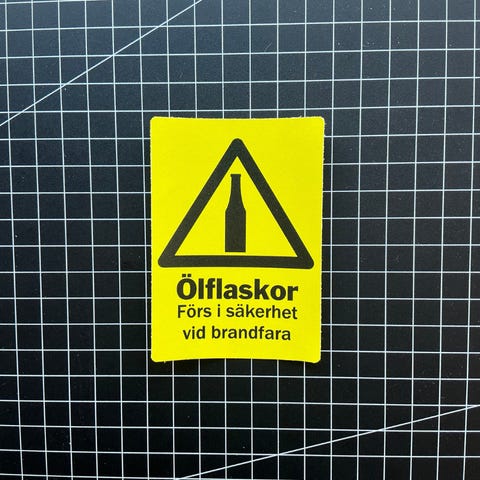 Ölflaskor
Förs i säkerhet
vid brandfara